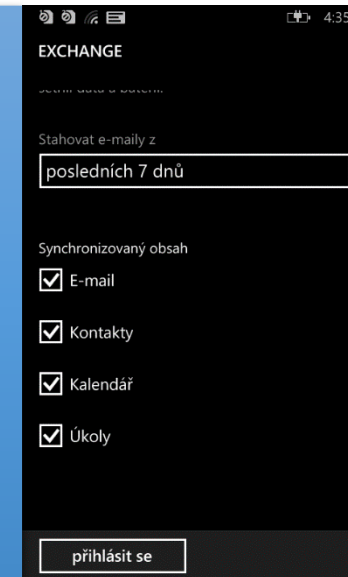 4:35
EXCHANGE
Stahovat e-maily z
posledních 7 dnů
Synchronizovaný obsah
E-mail
Kontakty
Kalendář
Úkoly
přihlásit se